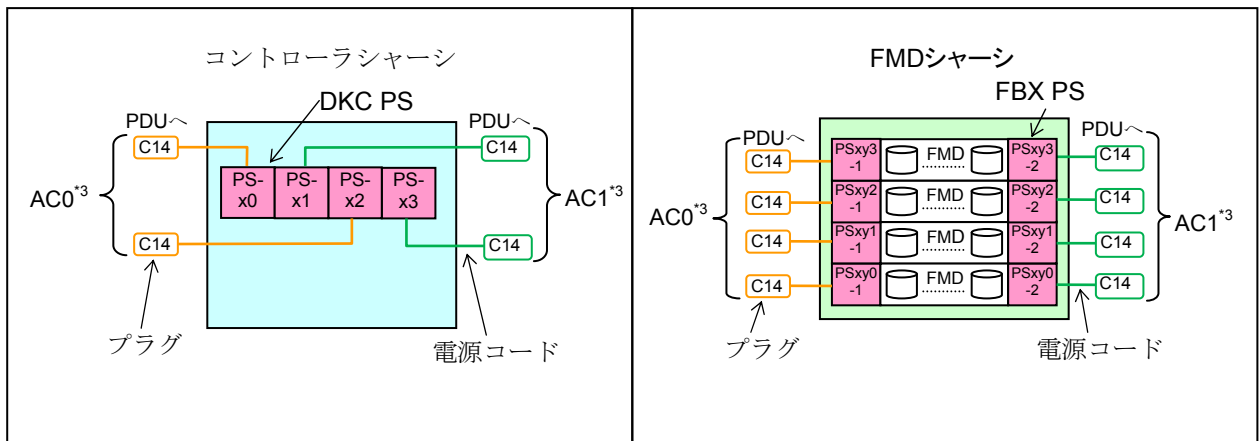 コントローラシャーシ
DKC PS
PDUへ
PDUへ
C14
C14
PS-
x0
PS-
x1
PS-
x2
PS-
x3
AC0*3
AC1*3
C14
C14
プラグ
電源コード
FMDシャーシ
FBX PS
PDUへ
PDUへ
C14
PSxy3
-1
FMD
PSxy3
-2
C14
C14
PSxy2
-1
FMD
PSxy2
-2
C14
AC0*3
AC1*3
C14
PSxy1
-1
FMD
PSxy1
-2
C14
C14
PSxy0
-1
FMD
PSxy0
-2
C14
プラグ
電源コード